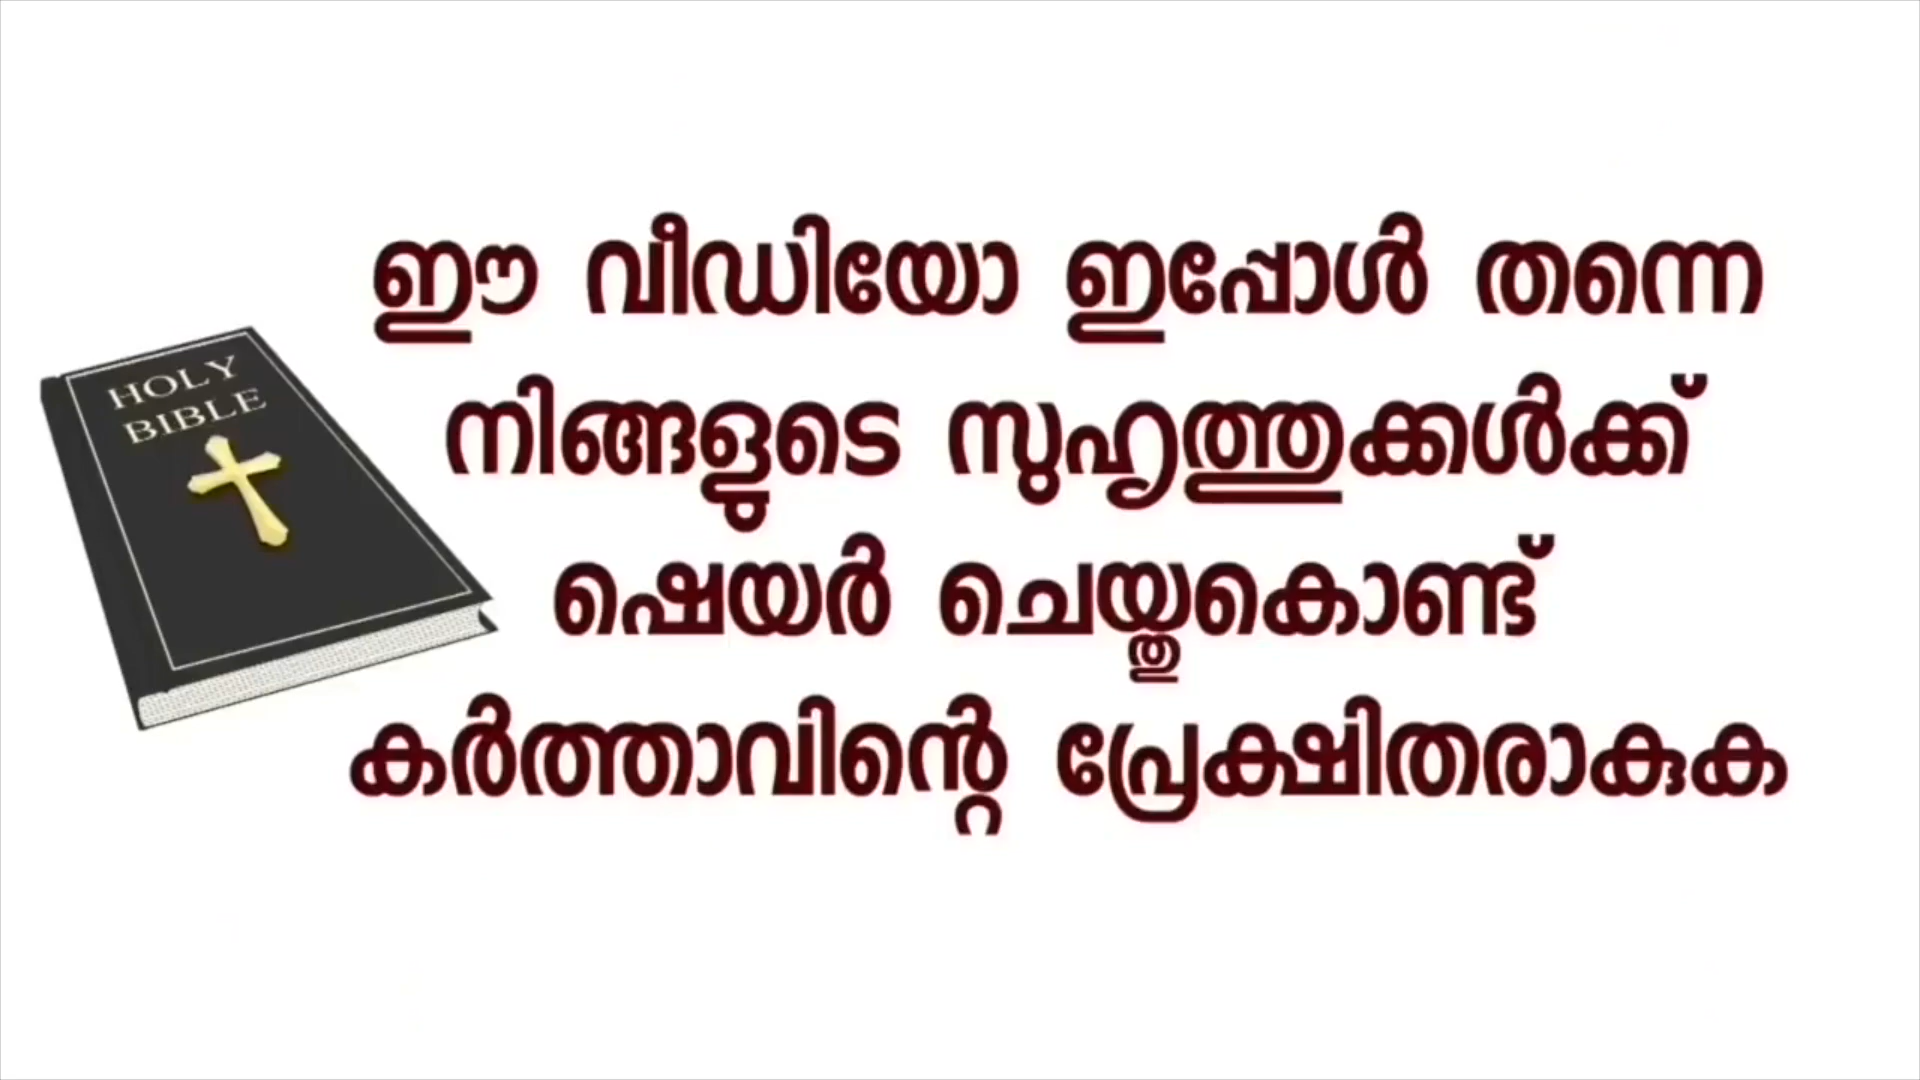 HOLY
BIBLE
ഈ വീഡിയോ ഇപ്പോൾ തന്നെ
നിങ്ങളുടെ സുഹൃത്തുക്കൾക്ക്
ഷെയർ ചെയ്തുകൊണ്ട്
കർത്താവിന്റെ പ്രേക്ഷിതരാകുക